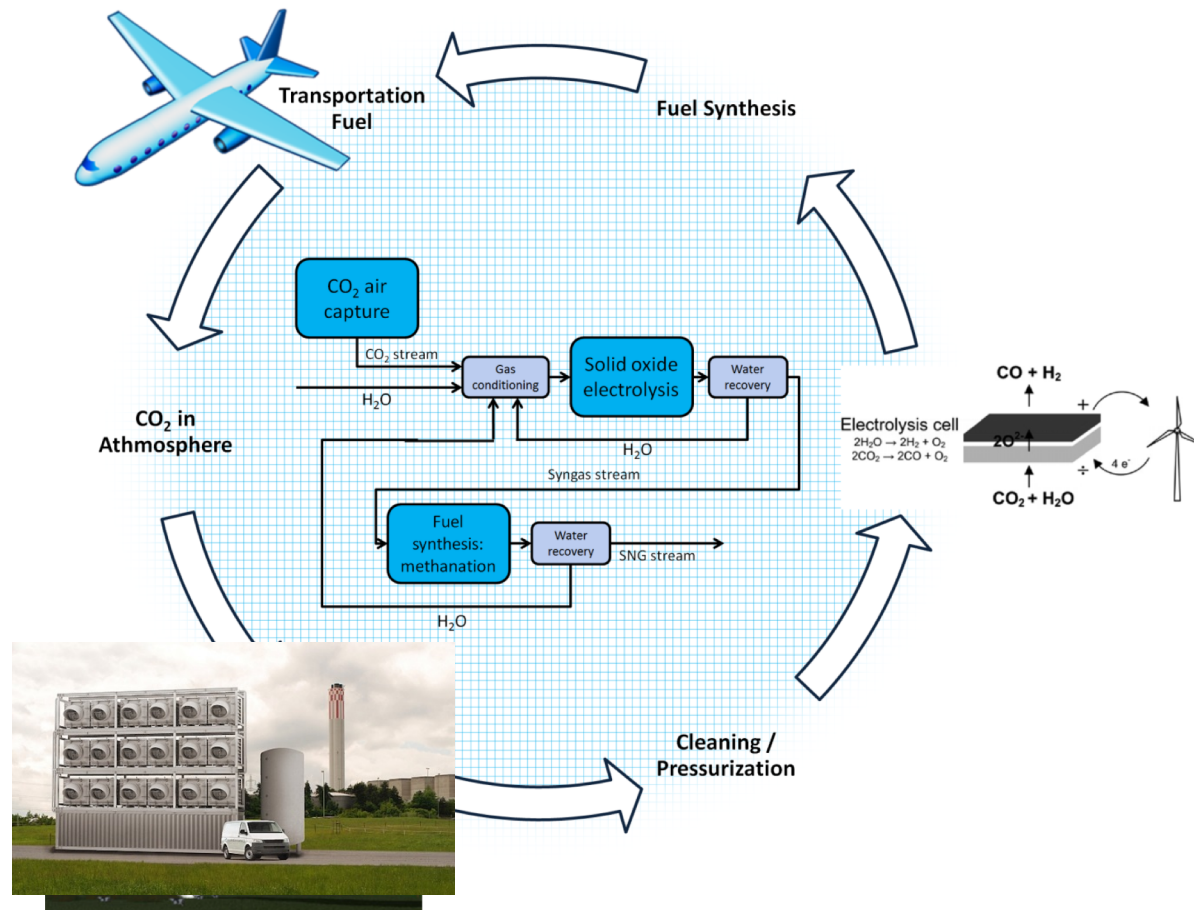 Transportation
Fuel
Fuel Synthesis
CO₂ air
capture
CO₂ stream
H₂O
Gas
conditioning
Solid oxide
electrolysis
Water
recovery
H₂O
Syngas stream
Fuel
synthesis:
methanation
Water
recovery
SNG stream
H₂O
CO₂ in
Athmosphere
CO + H₂
+
Electrolysis cell
2H₂O → 2H₂ + O₂
2CO₂ → 2CO + O₂
2O²⁻
÷
4 e⁻
CO₂ + H₂O
Cleaning /
Pressurization